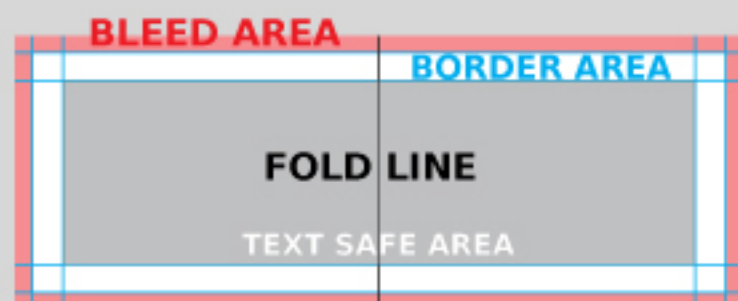 BLEED AREA
BORDER AREA
FOLD LINE
TEXT SAFE AREA